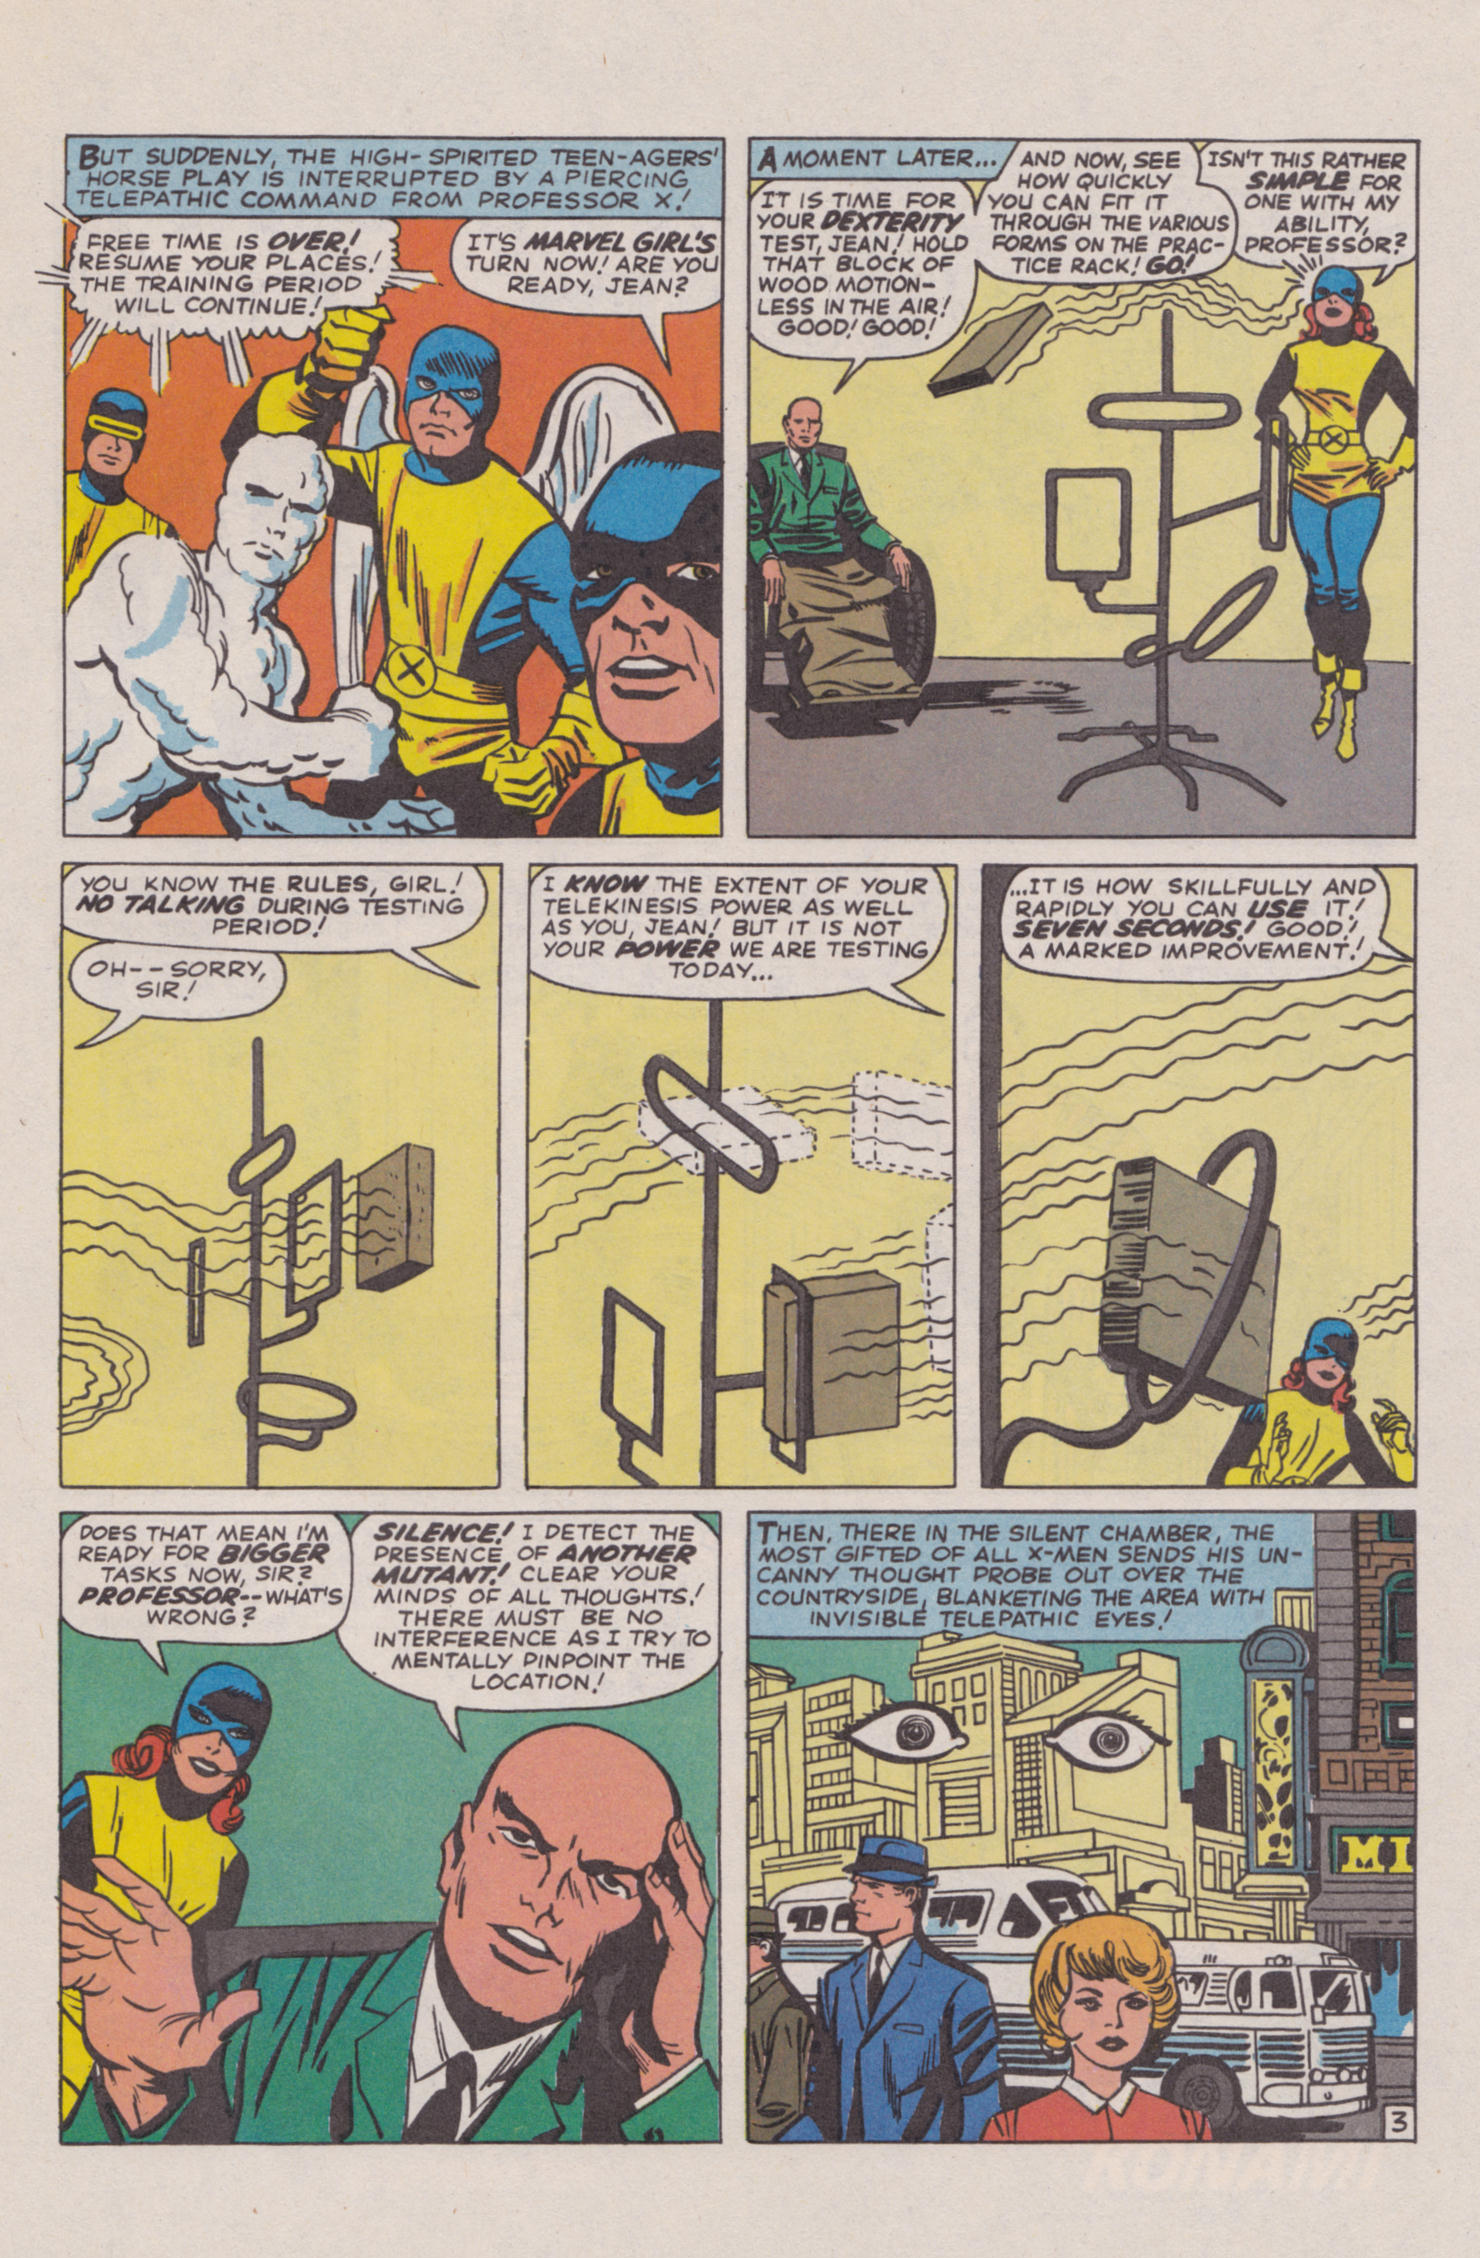 BUT SUDDENLY, THE HIGH-SPIRITED TEEN-AGERS'
HORSE PLAY IS INTERRUPTED BY A PIERCING
TELEPATHIC COMMAND FROM PROFESSOR X!
FREE TIME IS OVER!
RESUME YOUR PLACES!
THE TRAINING PERIOD
WILL CONTINUE!
IT'S MARVEL GIRL'S
TURN NOW! ARE YOU
READY, JEAN?
A MOMENT LATER...
IT IS TIME FOR
YOUR DEXTERITY
TEST, JEAN! HOLD
THAT BLOCK OF
WOOD MOTION-
LESS IN THE AIR!
GOOD! GOOD!
AND NOW, SEE
HOW QUICKLY
YOU CAN FIT IT
THROUGH THE VARIOUS
FORMS ON THE PRAC-
TICE RACK! GO!
ISN'T THIS RATHER
SIMPLE FOR
ONE WITH MY
ABILITY,
PROFESSOR?
YOU KNOW THE RULES, GIRL!
NO TALKING DURING TESTING
PERIOD!
OH--SORRY,
SIR!
I KNOW THE EXTENT OF YOUR
TELEKINESIS POWER AS WELL
AS YOU, JEAN! BUT IT IS NOT
YOUR POWER WE ARE TESTING
TODAY...
...IT IS HOW SKILLFULLY AND
RAPIDLY YOU CAN USE IT!
SEVEN SECONDS! GOOD!
A MARKED IMPROVEMENT!
DOES THAT MEAN I'M
READY FOR BIGGER
TASKS NOW, SIR?
PROFESSOR--WHAT'S
WRONG?
SILENCE! I DETECT THE
PRESENCE OF ANOTHER
MUTANT! CLEAR YOUR
MINDS OF ALL THOUGHTS!
THERE MUST BE NO
INTERFERENCE AS I TRY TO
MENTALLY PINPOINT THE
LOCATION!
THEN, THERE IN THE SILENT CHAMBER, THE
MOST GIFTED OF ALL X-MEN SENDS HIS UN-
CANNY THOUGHT PROBE OUT OVER THE
COUNTRYSIDE, BLANKETING THE AREA WITH
INVISIBLE TELEPATHIC EYES!
MI
3